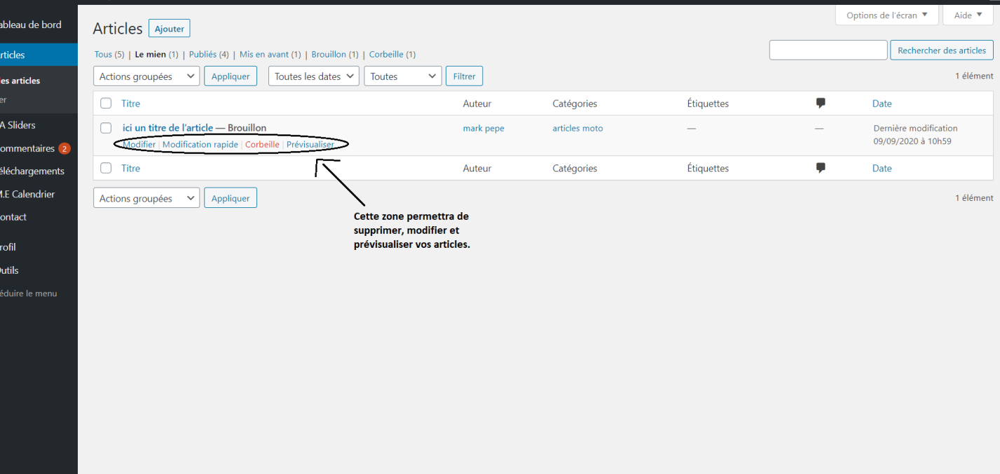 Options de l'écran ▼ Aide ▼
Articles Ajouter
Tous (5) | Le mien (1) | Publiés (4) | Mis en avant (1) | Brouillon (1) | Corbeille (1)
Rechercher des articles
Actions groupées Appliquer Toutes les dates Toutes Filtrer
1 élément
Titre Auteur Catégories Étiquettes Date
ici un titre de l'article — Brouillon mark pepe articles moto — — Dernière modification
Modifier | Modification rapide | Corbeille | Prévisualiser 09/09/2020 à 10h59
Titre Auteur Catégories Étiquettes Date
Actions groupées Appliquer 1 élément
Cette zone permettra de
supprimer, modifier et
prévisualiser vos articles.
ableau de bord
rticles
es articles
er
A Sliders
ommentaires 2
éléchargements
M.E Calendrier
ontact
rofil
utils
éduire le menu